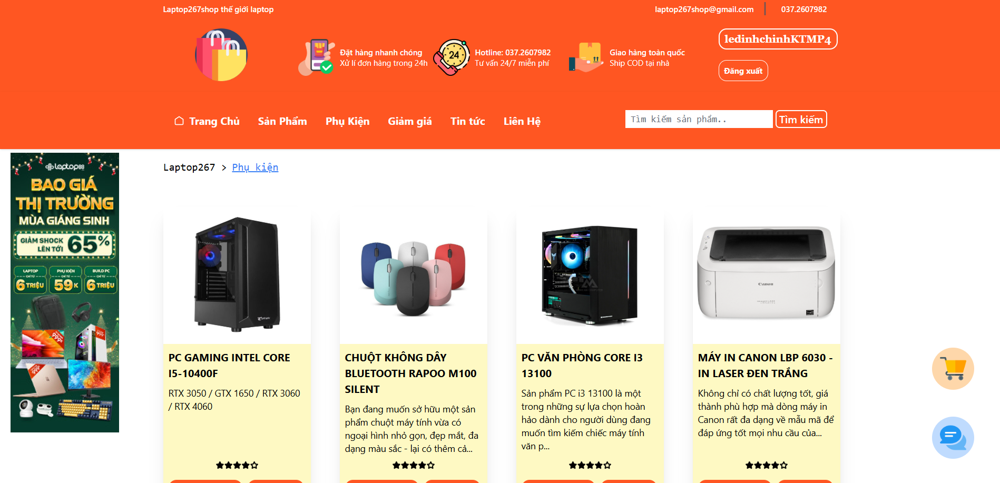 Laptop267shop thế giới laptop
laptop267shop@gmail.com
037.2607982
Đặt hàng nhanh chóng
Xử lí đơn hàng trong 24h
24
Hotline: 037.2607982
Tư vấn 24/7 miễn phí
Giao hàng toàn quốc
Ship COD tại nhà
ledinhchinhKTMP4
Đăng xuất
Trang Chủ
Sản Phẩm
Phụ Kiện
Giảm giá
Tin tức
Liên Hệ
Tìm kiếm sản phẩm..
Tìm kiếm
Laptop267 > Phụ kiện
laptop88
BAO GIÁ
THỊ TRƯỜNG
MÙA GIÁNG SINH
GIẢM SHOCK
LÊN TỚI
65%
LAPTOP
CHỈ TỪ
6 TRIỆU
PHỤ KIỆN
CHỈ TỪ
59K
BUILD PC
CHỈ TỪ
6 TRIỆU
PC GAMING INTEL CORE
I5-10400F
RTX 3050 / GTX 1650 / RTX 3060
/ RTX 4060
CHUỘT KHÔNG DÂY
BLUETOOTH RAPOO M100
SILENT
Bạn đang muốn sở hữu một sản
phẩm chuột máy tính vừa có
ngoại hình nhỏ gọn, đẹp mắt, đa
dạng màu sắc - lại có thêm cả...
PC VĂN PHÒNG CORE I3
13100
Sản phẩm PC i3 13100 là một
trong những sự lựa chọn hoàn
hảo dành cho người dùng đang
muốn tìm kiếm chiếc máy tính
văn p...
Canon
MÁY IN CANON LBP 6030 -
IN LASER ĐEN TRẮNG
Không chỉ có chất lượng tốt, giá
thành phù hợp mà dòng máy in
Canon rất đa dạng về mẫu mã để
đáp ứng tốt mọi nhu cầu của...